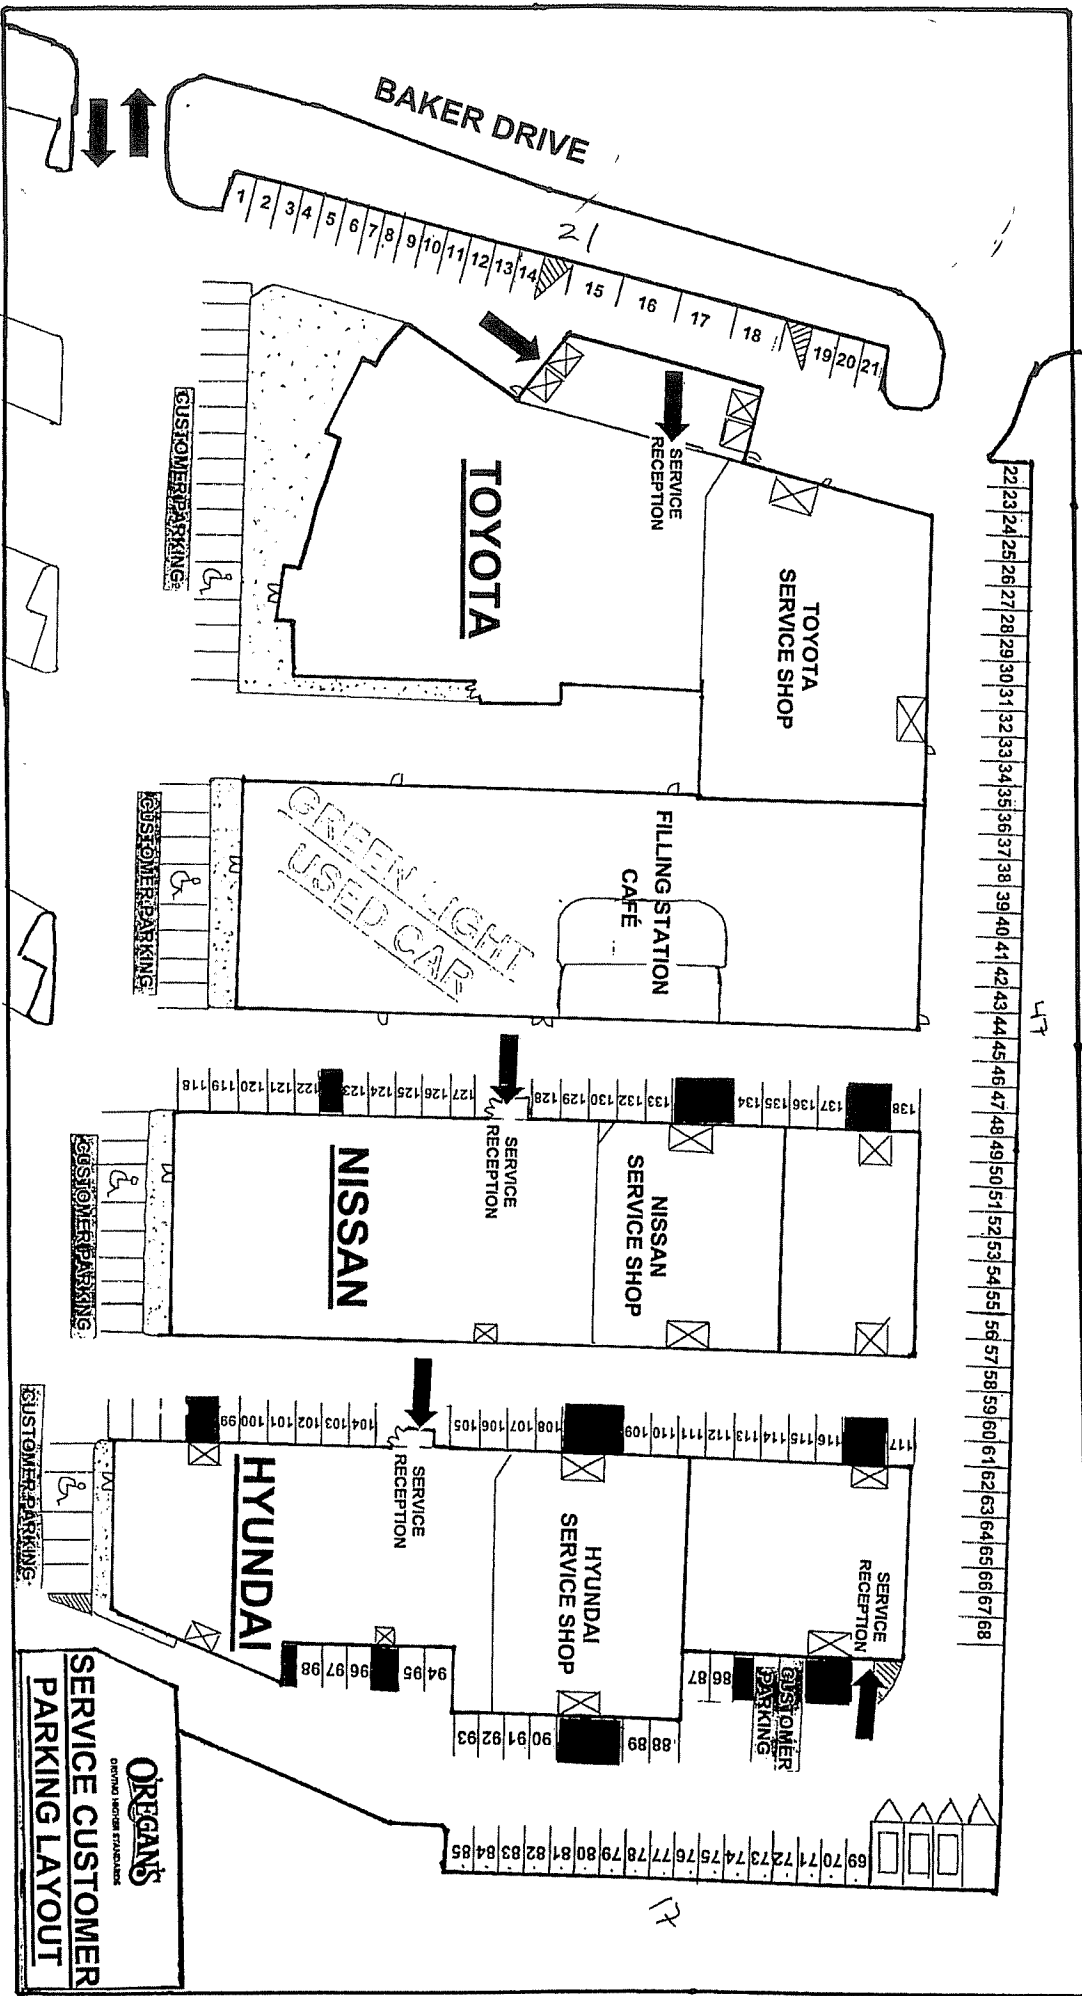 BAKER DRIVE
21
1 2 3 4 5 6 7 8 9 10 11 12 13 14 15 16 17 18 19 20 21
SERVICE
RECEPTION
TOYOTA
TOYOTA
SERVICE SHOP
CUSTOMER PARKING
22 23 24 25 26 27 28 29 30 31 32 33 34 35 36 37 38 39 40 41 42 43 44 45 46 47 48 49 50 51 52 53 54 55 56 57 58 59 60 61 62 63 64 65 66 67 68
47
GREEN LIGHT
USED CAR
FILLING STATION
CAFÉ
CUSTOMER PARKING
118 119 120 121 122 123 124 125 126 127
128 129 130 132 133 134 135 136 137 138
SERVICE
RECEPTION
NISSAN
NISSAN
SERVICE SHOP
CUSTOMER PARKING
99 100 101 102 103 104
105 106 107 108 109 110 111 112 113 114 115 116 117
SERVICE
RECEPTION
HYUNDAI
HYUNDAI
SERVICE SHOP
SERVICE
RECEPTION
CUSTOMER PARKING
98 97 96 95 94
93 92 91 90 89 88
87 86
CUSTOMER
PARKING
85 84 83 82 81 80 79 78 77 76 75 74 73 72 71 70 69
17
O'REGAN'S
DRIVING HIGHER STANDARDS
SERVICE CUSTOMER
PARKING LAYOUT